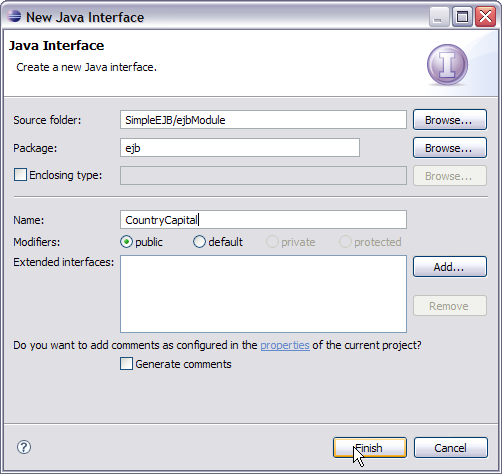 New Java Interface
Java Interface
Create a new Java interface.
I
Source folder: SimpleEJB/ejbModule Browse...
Package: ejb Browse...
Enclosing type: Browse...
Name: CountryCapital
Modifiers: public default private protected
Extended interfaces: Add...
Remove
Do you want to add comments as configured in the properties of the current project?
Generate comments
? Finish Cancel